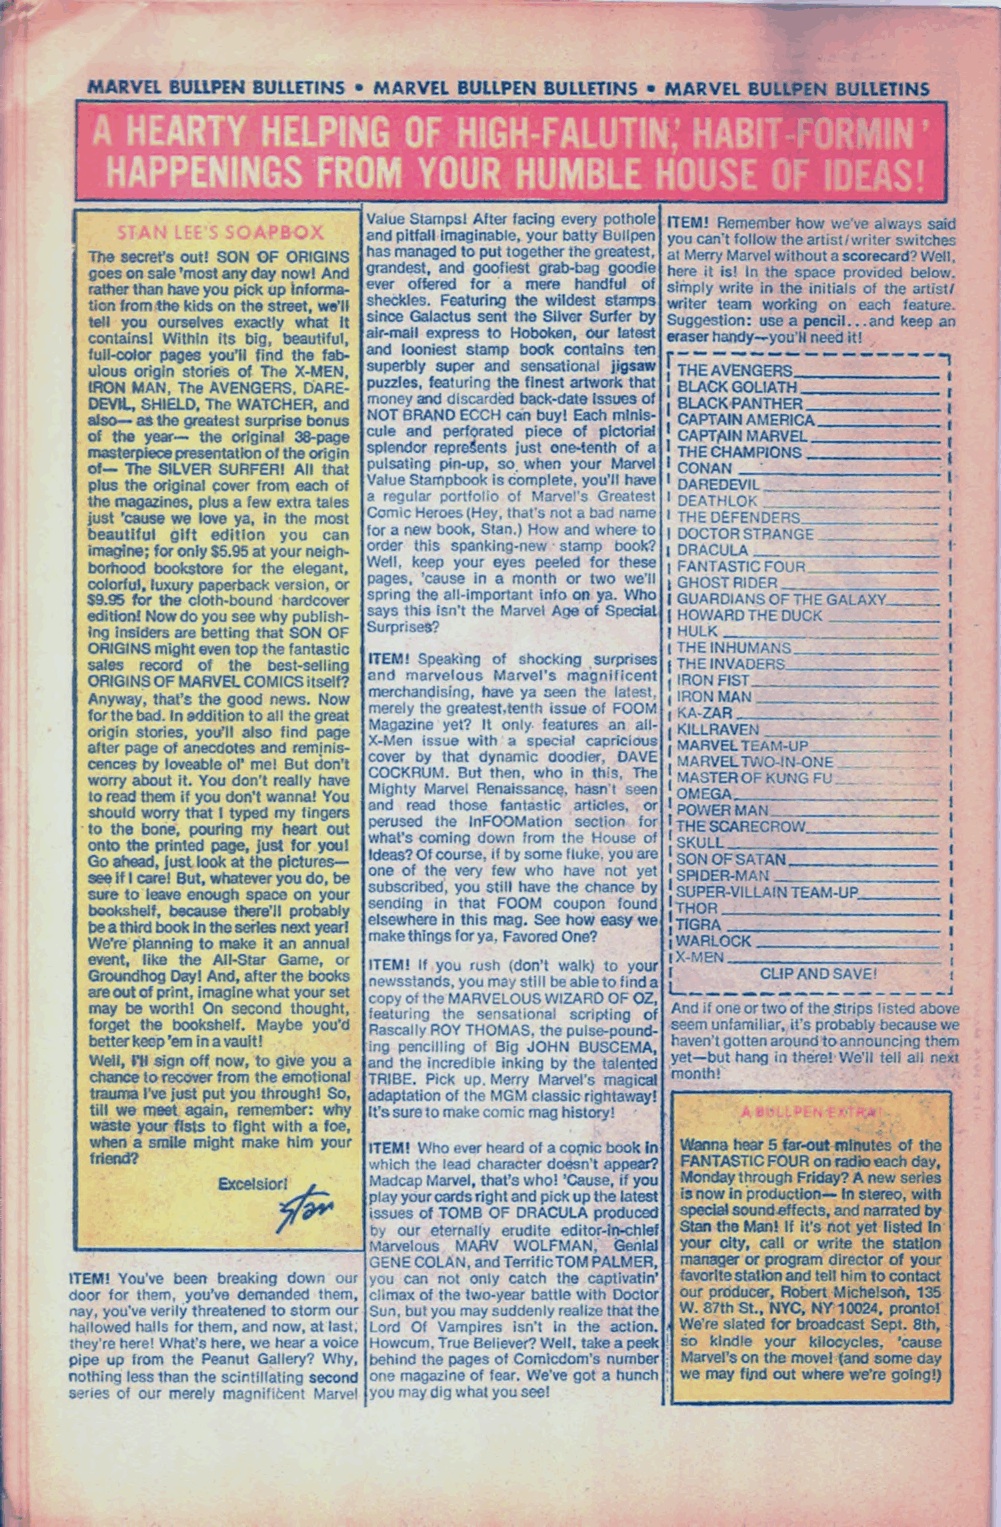 MARVEL BULLPEN BULLETINS • MARVEL BULLPEN BULLETINS • MARVEL BULLPEN BULLETINS
A HEARTY HELPING OF HIGH-FALUTIN,' HABIT-FORMIN'
HAPPENINGS FROM YOUR HUMBLE HOUSE OF IDEAS!
STAN LEE'S SOAPBOX
The secret's out! SON OF ORIGINS
goes on sale 'most any day now! And
rather than have you pick up informa-
tion from the kids on the street, we'll
tell you ourselves exactly what it
contains! Within its big, beautiful,
full-color pages you'll find the fab-
ulous origin stories of The X-MEN,
IRON MAN, The AVENGERS, DARE-
DEVIL, SHIELD, The WATCHER, and
also— as the greatest surprise bonus
of the year— the original 38-page
masterpiece presentation of the origin
of— The SILVER SURFER! All that
plus the original cover from each of
the magazines, plus a few extra tales
just 'cause we love ya, in the most
beautiful gift edition you can
imagine; for only $5.95 at your neigh-
borhood bookstore for the elegant,
colorful, luxury paperback version, or
$9.95 for the cloth-bound hardcover
edition! Now do you see why publish-
ing insiders are betting that SON OF
ORIGINS might even top the fantastic
sales record of the best-selling
ORIGINS OF MARVEL COMICS itself?
Anyway, that's the good news. Now
for the bad. In addition to all the great
origin stories, you'll also find page
after page of anecdotes and reminis-
cences by loveable ol' me! But don't
worry about it. You don't really have
to read them if you don't wanna! You
should worry that I typed my fingers
to the bone, pouring my heart out
onto the printed page, just for you!
Go ahead, just look at the pictures—
see if I care! But, whatever you do, be
sure to leave enough space on your
bookshelf, because there'll probably
be a third book in the series next year!
We're planning to make it an annual
event, like the All-Star Game, or
Groundhog Day! And, after the books
are out of print, imagine what your set
may be worth! On second thought,
forget the bookshelf. Maybe you'd
better keep 'em in a vault!
Well, I'll sign off now, to give you a
chance to recover from the emotional
trauma I've just put you through! So,
till we meet again, remember: why
waste your fists to fight with a foe,
when a smile might make him your
friend?
Excelsior!
Stan
ITEM! You've been breaking down our
door for them, you've demanded them,
nay, you've verily threatened to storm our
hallowed halls for them, and now, at last,
they're here! What's here, we hear a voice
pipe up from the Peanut Gallery? Why,
nothing less than the scintillating second
series of our merely magnificent Marvel
Value Stamps! After facing every pothole
and pitfall imaginable, your batty Bullpen
has managed to put together the greatest,
grandest, and goofiest grab-bag goodie
ever offered for a mere handful of
sheckles. Featuring the wildest stamps
since Galactus sent the Silver Surfer by
air-mail express to Hoboken, our latest
and looniest stamp book contains ten
superbly super and sensational jigsaw
puzzles, featuring the finest artwork that
money and discarded back-date issues of
NOT BRAND ECCH can buy! Each minis-
cule and perforated piece of pictorial
splendor represents just one-tenth of a
pulsating pin-up, so when your Marvel
Value Stampbook is complete, you'll have
a regular portfolio of Marvel's Greatest
Comic Heroes (Hey, that's not a bad name
for a new book, Stan.) How and where to
order this spanking-new stamp book?
Well, keep your eyes peeled for these
pages, 'cause in a month or two we'll
spring the all-important info on ya. Who
says this isn't the Marvel Age of Special
Surprises?
ITEM! Speaking of shocking surprises
and marvelous Marvel's magnificent
merchandising, have ya seen the latest,
merely the greatest, tenth issue of FOOM
Magazine yet? It only features an all-
X-Men issue with a special capricious
cover by that dynamic doodler, DAVE
COCKRUM. But then, who in this, The
Mighty Marvel Renaissance, hasn't seen
and read those fantastic articles, or
perused the InFOOMation section for
what's coming down from the House of
Ideas? Of course, if by some fluke, you are
one of the very few who have not yet
subscribed, you still have the chance by
sending in that FOOM coupon found
elsewhere in this mag. See how easy we
make things for ya, Favored One?
ITEM! If you rush (don't walk) to your
newsstands, you may still be able to find a
copy of the MARVELOUS WIZARD OF OZ,
featuring the sensational scripting of
Rascally ROY THOMAS, the pulse-pound-
ing pencilling of Big JOHN BUSCEMA,
and the incredible inking by the talented
TRIBE. Pick up Merry Marvel's magical
adaptation of the MGM classic rightaway!
It's sure to make comic mag history!
ITEM! Who ever heard of a comic book in
which the lead character doesn't appear?
Madcap Marvel, that's who! 'Cause, if you
play your cards right and pick up the latest
issues of TOMB OF DRACULA produced
by our eternally erudite editor-in-chief
Marvelous MARV WOLFMAN, Genial
GENE COLAN, and Terrific TOM PALMER,
you can not only catch the captivatin'
climax of the two-year battle with Doctor
Sun, but you may suddenly realize that the
Lord Of Vampires isn't in the action.
Howcum, True Believer? Well, take a peek
behind the pages of Comicdom's number
one magazine of fear. We've got a hunch
you may dig what you see!
ITEM! Remember how we've always said
you can't follow the artist/writer switches
at Merry Marvel without a scorecard? Well,
here it is! In the space provided below,
simply write in the initials of the artist/
writer team working on each feature.
Suggestion: use a pencil...and keep an
eraser handy—you'll need it!
THE AVENGERS
BLACK GOLIATH
BLACK PANTHER
CAPTAIN AMERICA
CAPTAIN MARVEL
THE CHAMPIONS
CONAN
DAREDEVIL
DEATHLOK
THE DEFENDERS
DOCTOR STRANGE
DRACULA
FANTASTIC FOUR
GHOST RIDER
GUARDIANS OF THE GALAXY
HOWARD THE DUCK
HULK
THE INHUMANS
THE INVADERS
IRON FIST
IRON MAN
KA-ZAR
KILLRAVEN
MARVEL TEAM-UP
MARVEL TWO-IN-ONE
MASTER OF KUNG FU
OMEGA
POWER MAN
THE SCARECROW
SKULL
SON OF SATAN
SPIDER-MAN
SUPER-VILLAIN TEAM-UP
THOR
TIGRA
WARLOCK
X-MEN
CLIP AND SAVE!
And if one or two of the strips listed above
seem unfamiliar, it's probably because we
haven't gotten around to announcing them
yet—but hang in there! We'll tell all next
month!
A BULLPEN EXTRA!
Wanna hear 5 far-out minutes of the
FANTASTIC FOUR on radio each day,
Monday through Friday? A new series
is now in production— In stereo, with
special sound effects, and narrated by
Stan the Man! If it's not yet listed in
your city, call or write the station
manager or program director of your
favorite station and tell him to contact
our producer, Robert Michelson, 135
W. 87th St., NYC, NY 10024, pronto!
We're slated for broadcast Sept. 8th,
so kindle your kilocycles, 'cause
Marvel's on the move! (and some day
we may find out where we're going!)